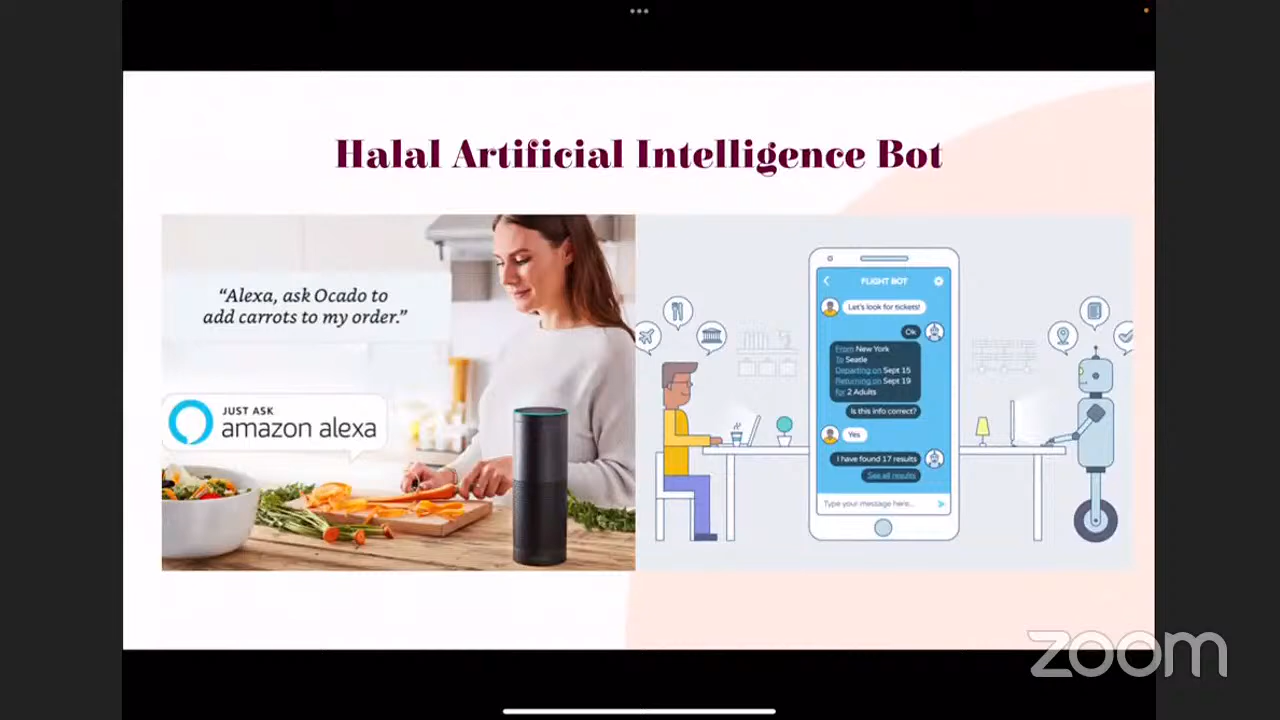 Halal Artificial Intelligence Bot
“Alexa, ask Ocado to
add carrots to my order.”
JUST ASK
amazon alexa
FLIGHT BOT
Let's look for tickets!
Ok
From New York
To Seatle
Departing on Sept 15
Returning on Sept 19
for 2 Adults
Is this info correct?
Yes
I have found 17 results
See all results
Type your message here...
zoom